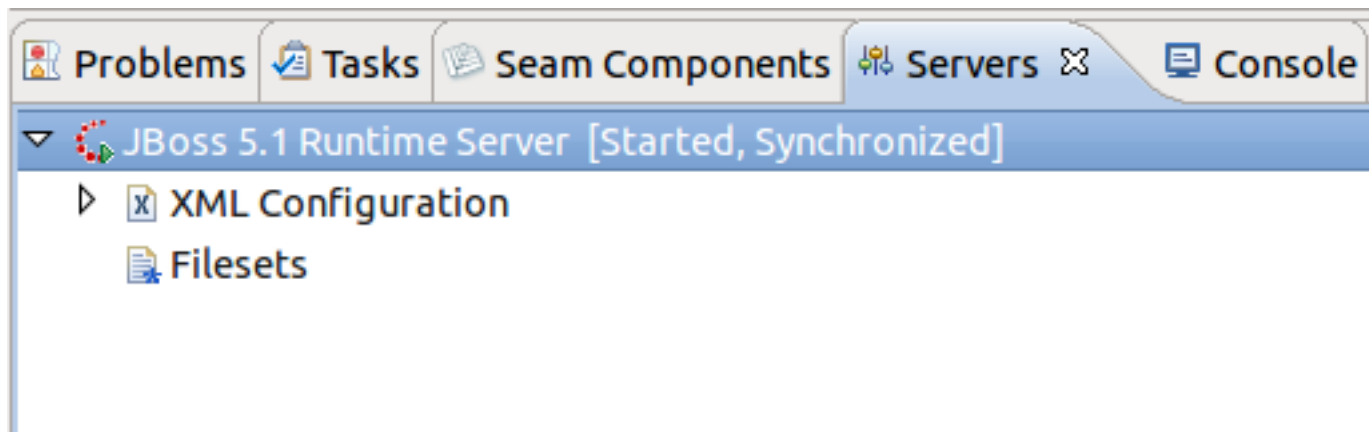 Problems Tasks Seam Components Servers Console
JBoss 5.1 Runtime Server [Started, Synchronized]
XML Configuration
Filesets